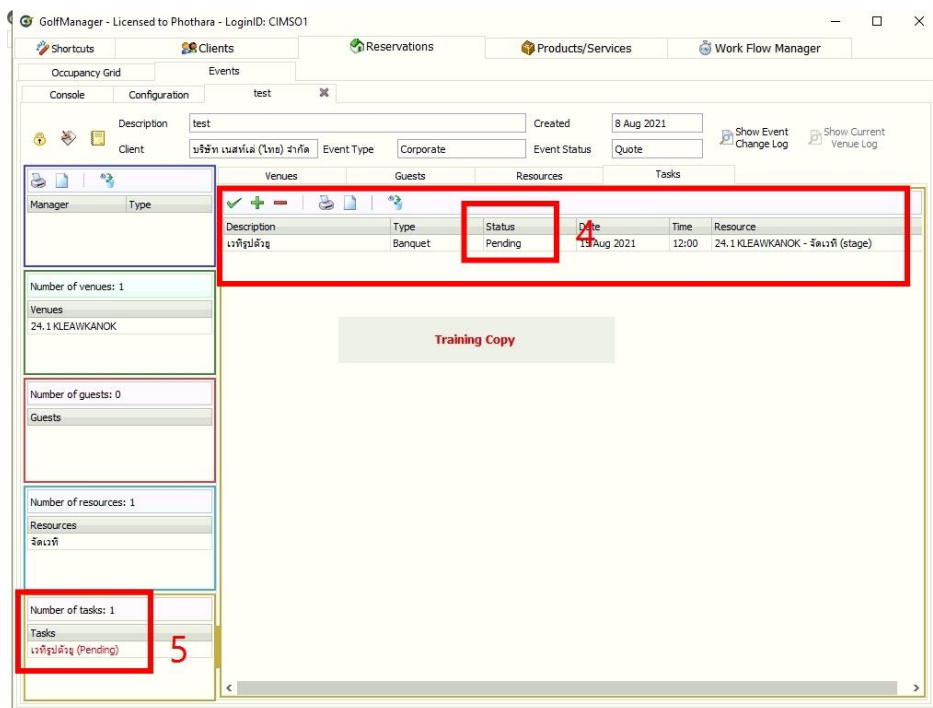 GolfManager - Licensed to Phothara - LoginID: CIMSO1
Shortcuts Clients Reservations Products/Services Work Flow Manager
Occupancy Grid Events
Console Configuration test
Description test Created 8 Aug 2021 Show Event Change Log Show Current Venue Log
Client บริษัท เนสท์เล่ (ไทย) จำกัด Event Type Corporate Event Status Quote
Venues Guests Resources Tasks
Manager Type
Description Type Status Date Time Resource
เวทีรูปตัวยู Banquet Pending 15 Aug 2021 12:00 24.1 KLEAWKANOK - จัดเวที (stage)
4
Number of venues: 1
Venues
24.1 KLEAWKANOK
Training Copy
Number of guests: 0
Guests
Number of resources: 1
Resources
จัดเวที
Number of tasks: 1
Tasks
เวทีรูปตัวยู (Pending)
5